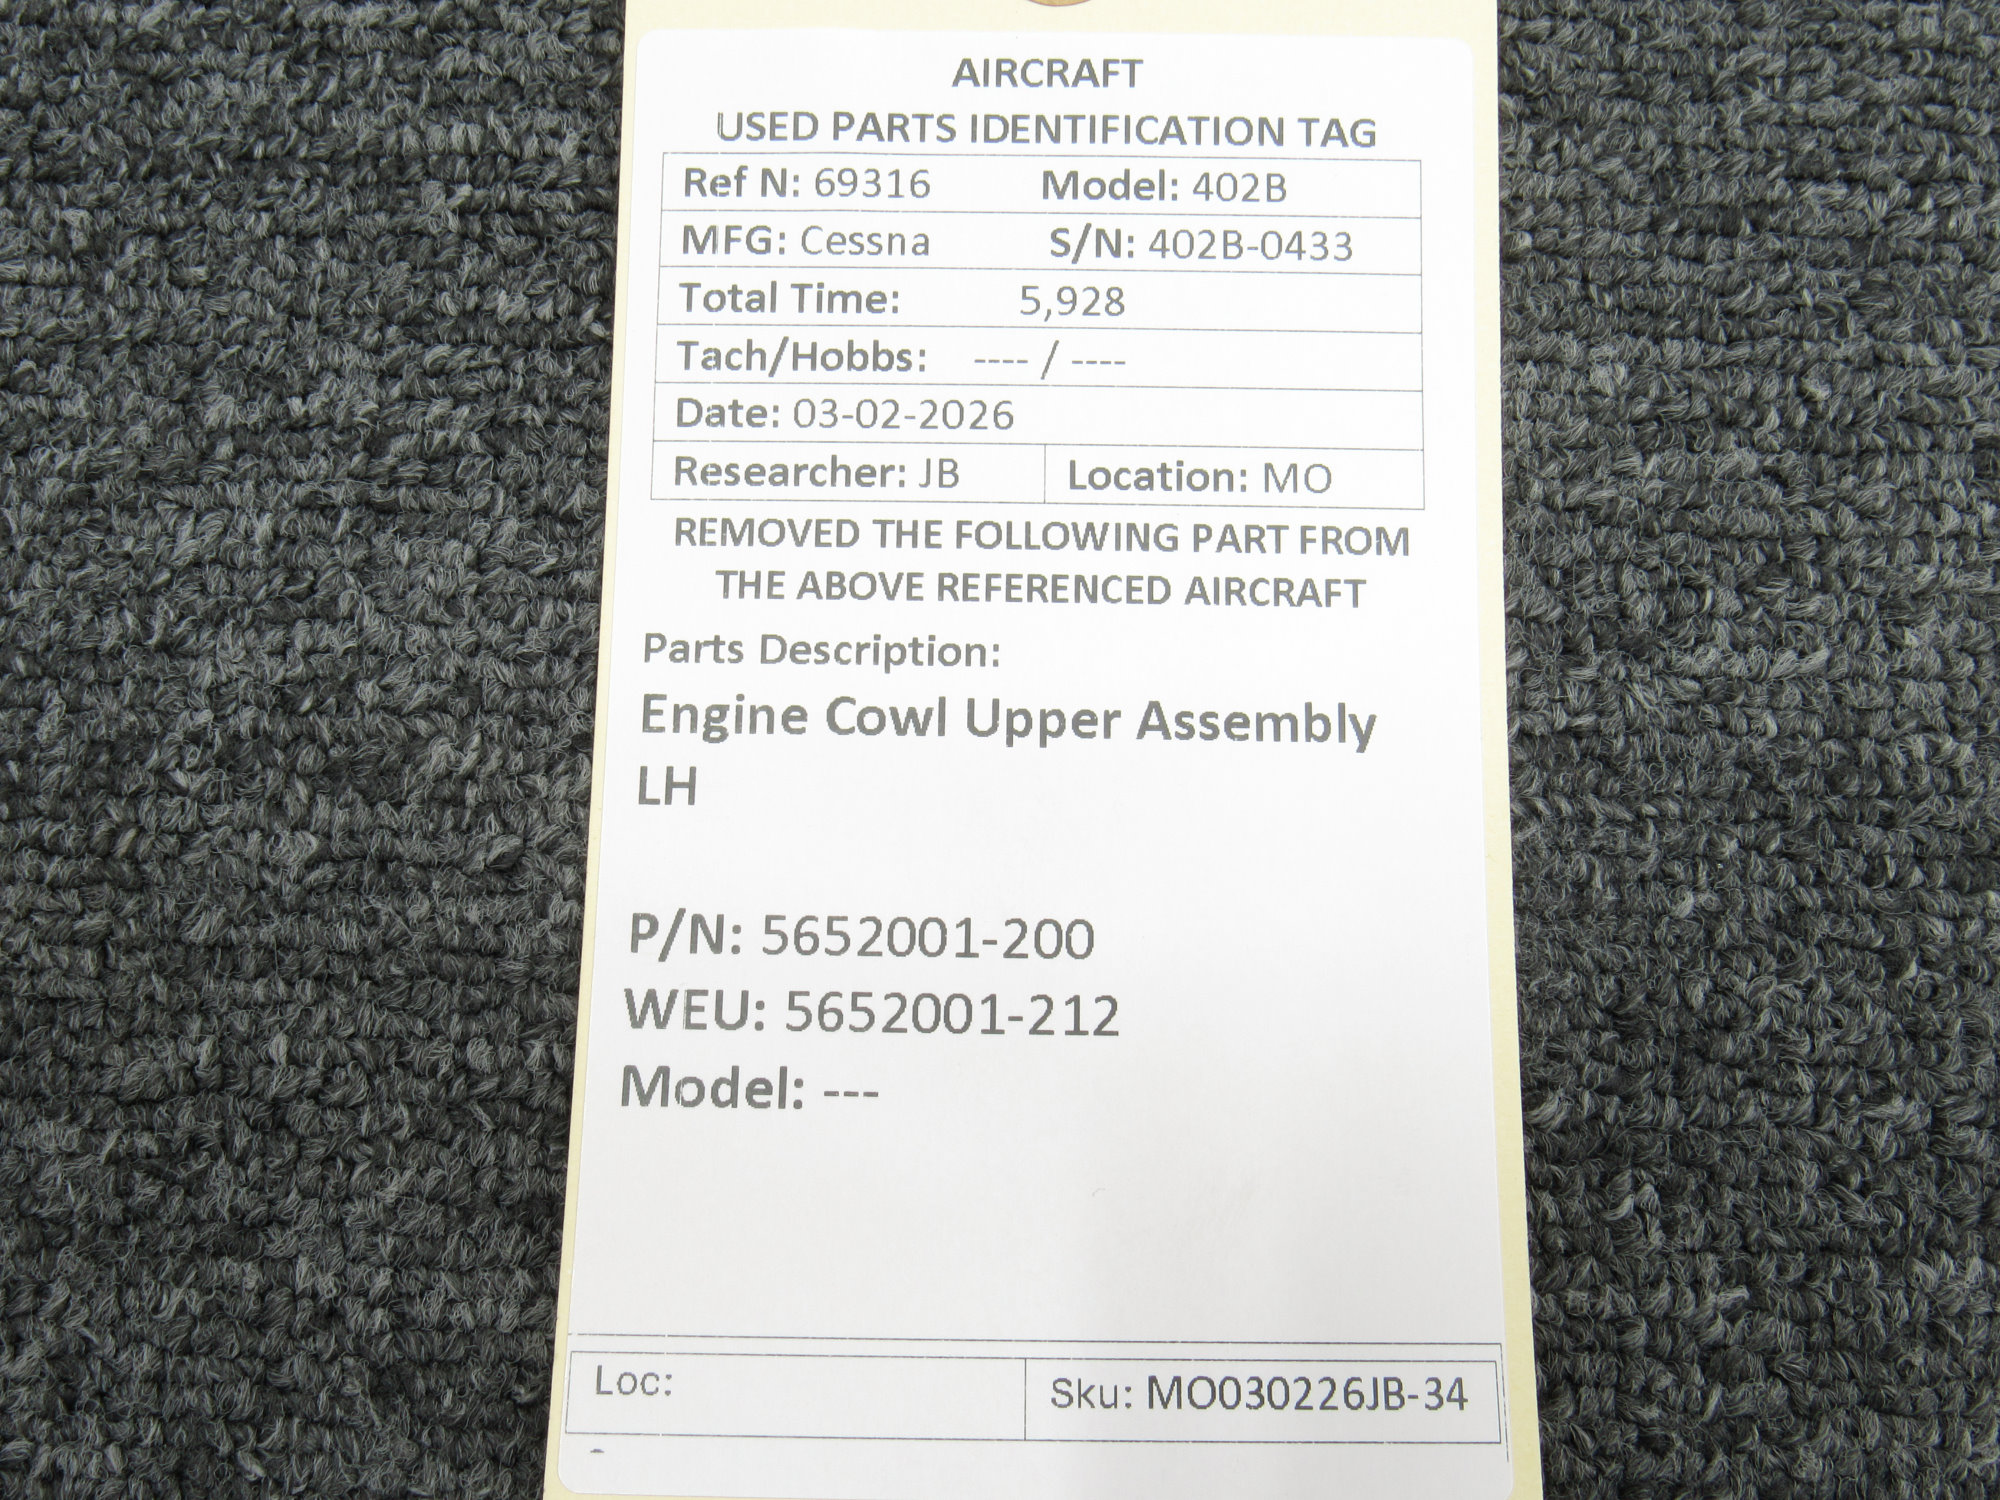 AIRCRAFT
USED PARTS IDENTIFICATION TAG
Ref N: 69316 Model: 402B
MFG: Cessna S/N: 402B-0433
Total Time: 5,928
Tach/Hobbs: ---- / ----
Date: 03-02-2026
Researcher: JB Location: MO
REMOVED THE FOLLOWING PART FROM
THE ABOVE REFERENCED AIRCRAFT
Parts Description:
Engine Cowl Upper Assembly
LH
P/N: 5652001-200
WEU: 5652001-212
Model: ---
Loc: Sku: MO030226JB-34